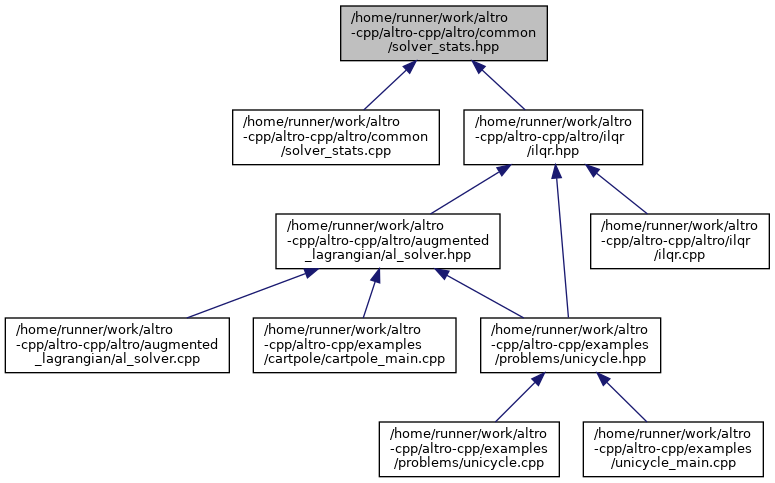 /home/runner/work/altro
-cpp/altro-cpp/altro/common
/solver_stats.hpp
/home/runner/work/altro
-cpp/altro-cpp/altro/common
/solver_stats.cpp
/home/runner/work/altro
-cpp/altro-cpp/altro/ilqr
/ilqr.hpp
/home/runner/work/altro
-cpp/altro-cpp/altro/augmented
_lagrangian/al_solver.hpp
/home/runner/work/altro
-cpp/altro-cpp/altro/ilqr
/ilqr.cpp
/home/runner/work/altro
-cpp/altro-cpp/altro/augmented
_lagrangian/al_solver.cpp
/home/runner/work/altro
-cpp/altro-cpp/examples
/cartpole/cartpole_main.cpp
/home/runner/work/altro
-cpp/altro-cpp/examples
/problems/unicycle.hpp
/home/runner/work/altro
-cpp/altro-cpp/examples
/problems/unicycle.cpp
/home/runner/work/altro
-cpp/altro-cpp/examples
/unicycle_main.cpp